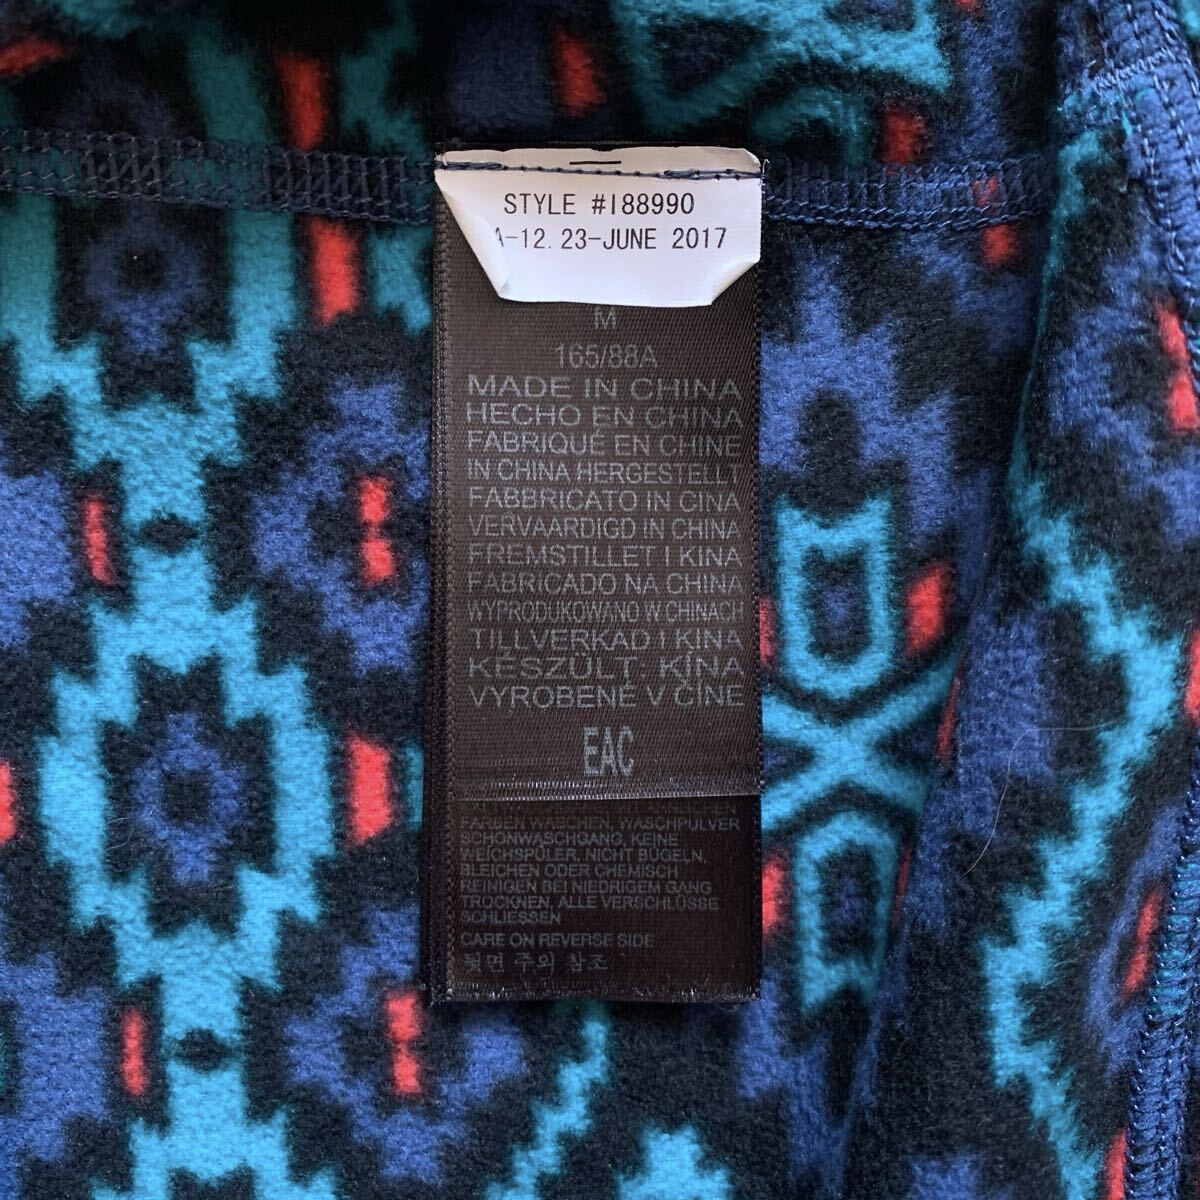 STYLE #I88990
A-12. 23-JUNE 2017
M
165/88A
MADE IN CHINA
HECHO EN CHINA
FABRIQUÉ EN CHINE
IN CHINA HERGESTELLT
FABBRICATO IN CINA
VERVAARDIGD IN CHINA
FREMSTILLET I KINA
FABRICADO NA CHINA
WYPRODUKOWANO W CHINACH
TILLVERKAD I KINA
KÉSZÜLT: KÍNA
VYROBENÉ V ČÍNE
EAC
FARBEN WASCHEN, WASCHPULVER
SCHONWASCHGANG, KEINE
WEICHSPÜLER, NICHT BÜGELN,
BLEICHEN ODER CHEMISCH
REINIGEN BEI NIEDRIGEM GANG
TROCKNEN, ALLE VERSCHLÜSSE
SCHLIESSEN
CARE ON REVERSE SIDE
뒷면 주의 참조